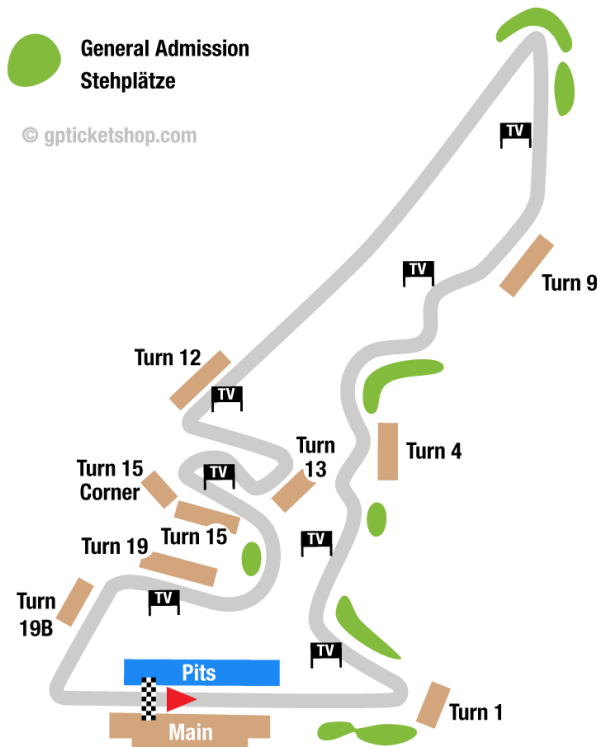 General Admission
Stehplätze
© gpticketshop.com
TV
TV
Turn 9
Turn 12
TV
Turn
13
Turn 4
TV
Turn 15
Corner
Turn 15
TV
Turn 19
TV
Turn
19B
TV
Pits
Turn 1
Main